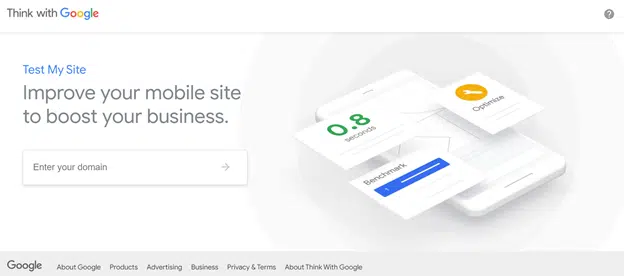 Think with Google
Test My Site
Improve your mobile site
to boost your business.
Enter your domain
0.8
seconds
Optimize
Benchmark
Google
About Google Products Advertising Business Privacy & Terms About Think With Google